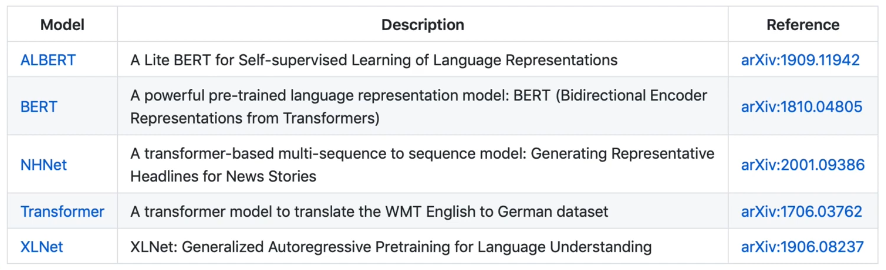 Model Description Reference
ALBERT A Lite BERT for Self-supervised Learning of Language Representations arXiv:1909.11942
BERT A powerful pre-trained language representation model: BERT (Bidirectional Encoder
Representations from Transformers) arXiv:1810.04805
NHNet A transformer-based multi-sequence to sequence model: Generating Representative
Headlines for News Stories arXiv:2001.09386
Transformer A transformer model to translate the WMT English to German dataset arXiv:1706.03762
XLNet XLNet: Generalized Autoregressive Pretraining for Language Understanding arXiv:1906.08237